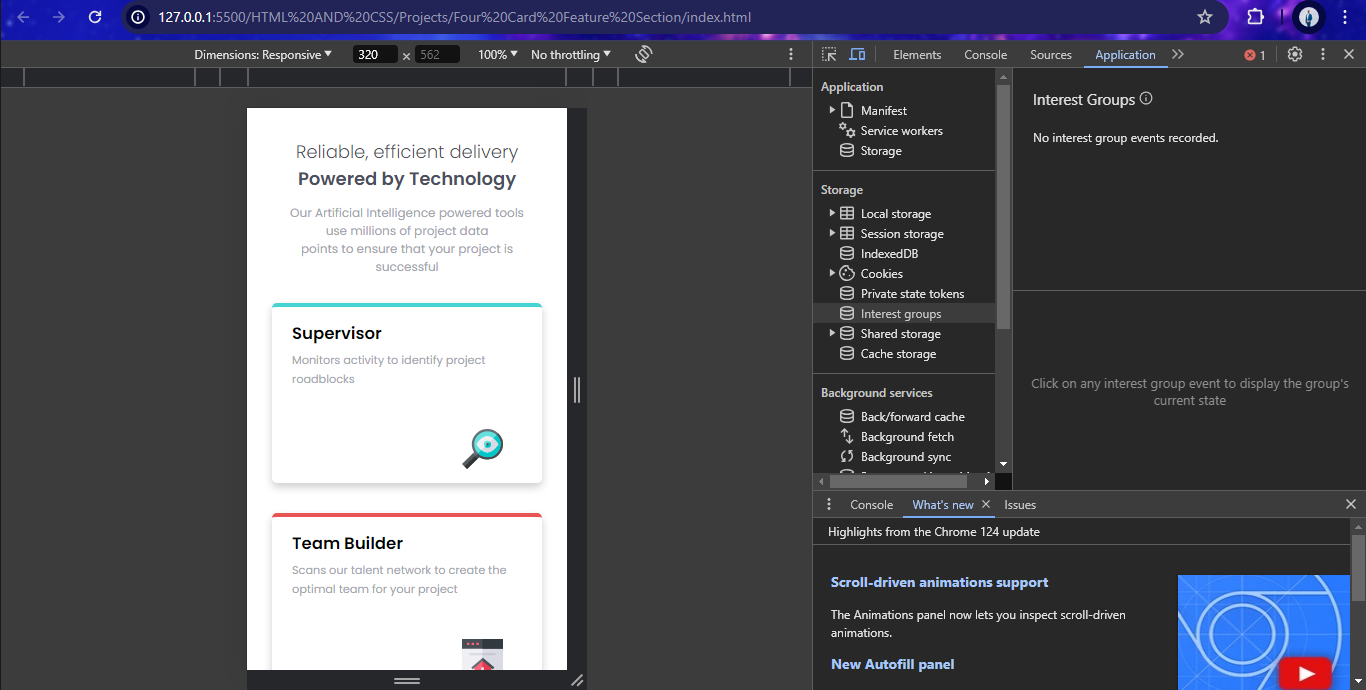 127.0.0.1:5500/HTML%20AND%20CSS/Projects/Four%20Card%20Feature%20Section/index.html
Dimensions: Responsive 320 × 562 100% No throttling
Elements Console Sources Application 1
Reliable, efficient delivery
Powered by Technology
Our Artificial Intelligence powered tools
use millions of project data
points to ensure that your project is
successful
Supervisor
Monitors activity to identify project
roadblocks
Team Builder
Scans our talent network to create the
optimal team for your project
Application
Manifest
Service workers
Storage
Storage
Local storage
Session storage
IndexedDB
Cookies
Private state tokens
Interest groups
Shared storage
Cache storage
Background services
Back/forward cache
Background fetch
Background sync
Interest Groups
No interest group events recorded.
Click on any interest group event to display the group's
current state
Console What's new Issues
Highlights from the Chrome 124 update
Scroll-driven animations support
The Animations panel now lets you inspect scroll-driven
animations.
New Autofill panel